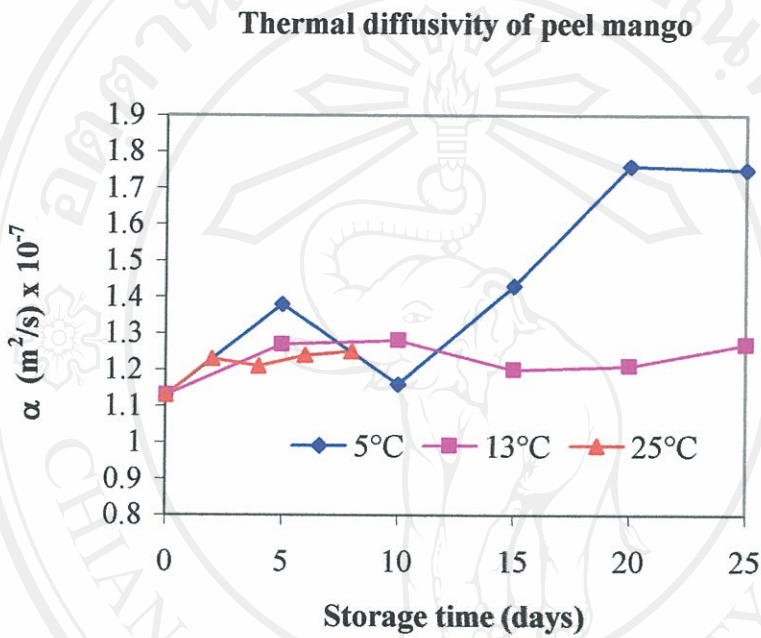 Thermal diffusivity of peel mango
α (m²/s) x 10⁻⁷
1.9
1.8
1.7
1.6
1.5
1.4
1.3
1.2
1.1
1
0.9
0.8
5°C 13°C 25°C
0 5 10 15 20 25
Storage time (days)
CHIAN